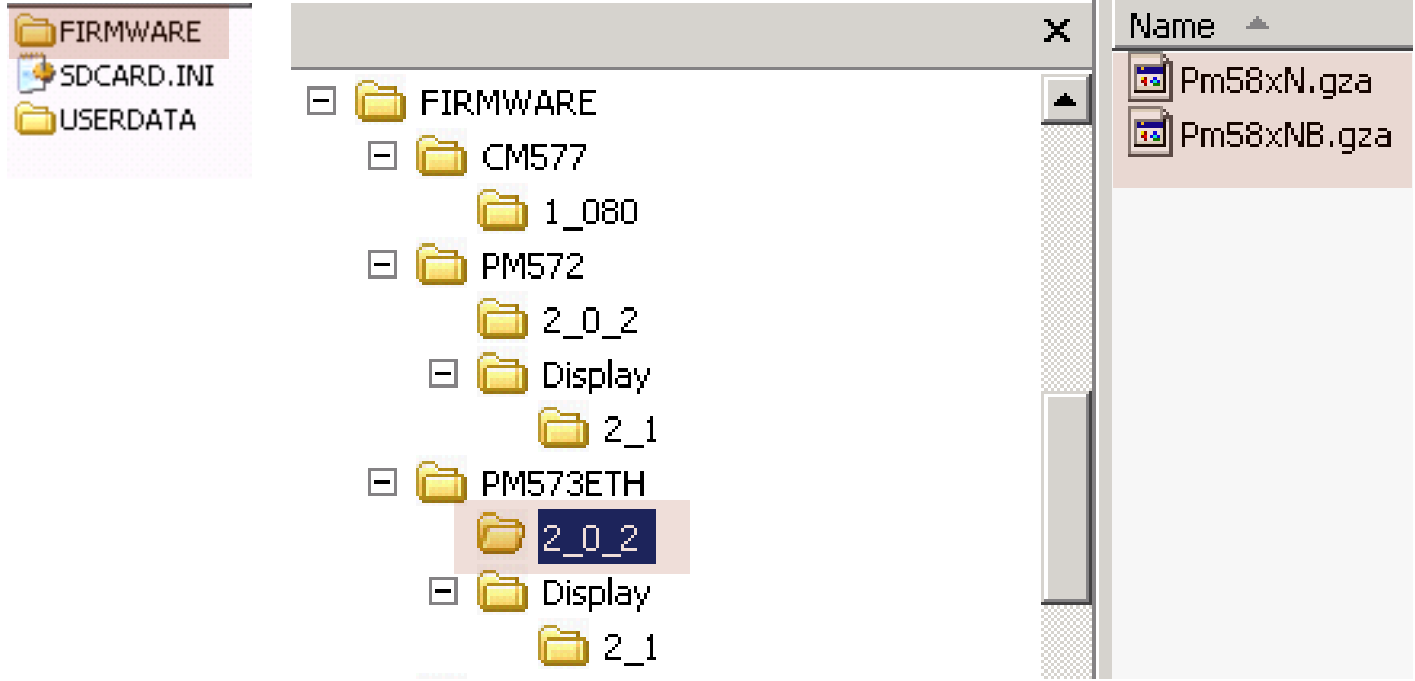 FIRMWARE
SDCARD.INI
USERDATA
FIRMWARE
CM577
1_080
PM572
2_0_2
Display
2_1
PM573ETH
2_0_2
Display
2_1
Name
Pm58xN.gza
Pm58xNB.gza